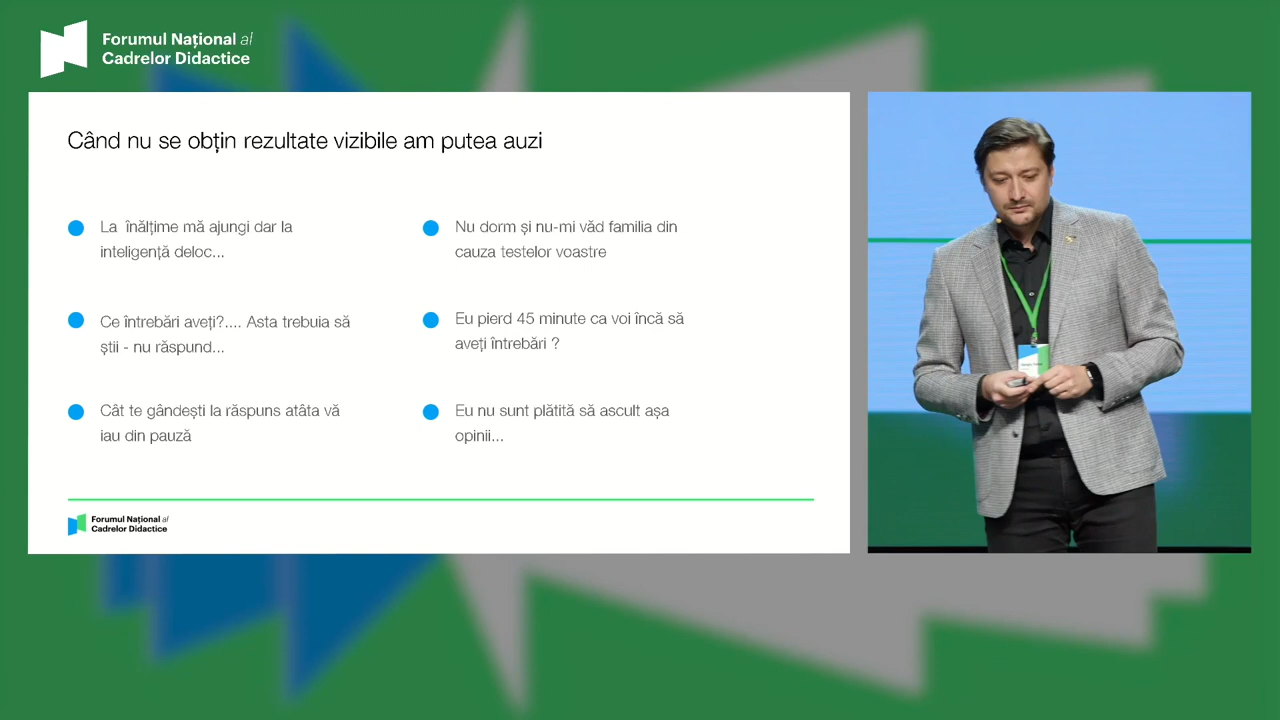 Forumul Național al
Cadrelor Didactice
Când nu se obțin rezultate vizibile am putea auzi
La înălțime mă ajungi dar la
inteligență deloc...
Ce întrebări aveți?.... Asta trebuia să
știi - nu răspund...
Cât te gândești la răspuns atâta vă
iau din pauză
Nu dorm și nu-mi văd familia din
cauza testelor voastre
Eu pierd 45 minute ca voi încă să
aveți întrebări ?
Eu nu sunt plătită să ascult așa
opinii...
Forumul Național al
Cadrelor Didactice